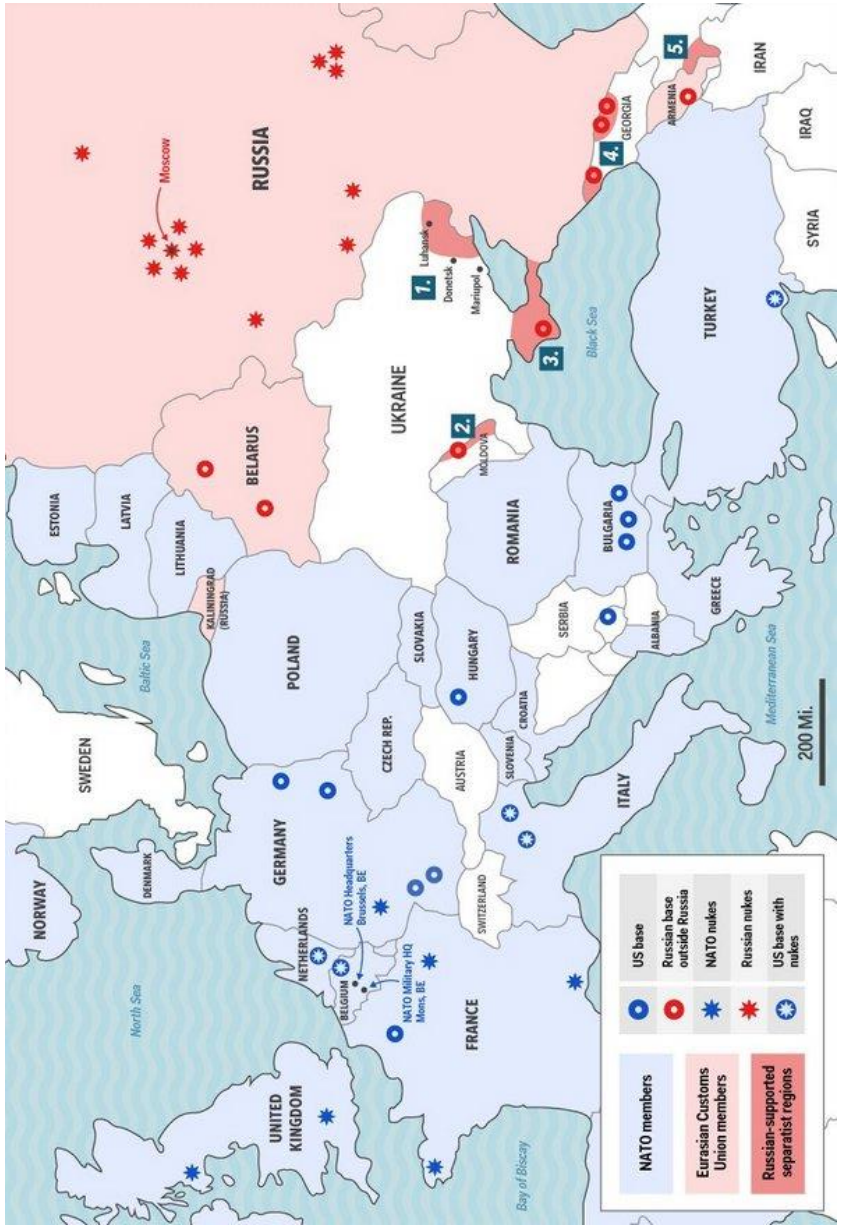 NORWAY
SWEDEN
ESTONIA
LATVIA
LITHUANIA
KALININGRAD
(RUSSIA)
Baltic Sea
North Sea
DENMARK
Moscow
RUSSIA
BELARUS
UNITED
KINGDOM
NETHERLANDS
BELGIUM
NATO Headquarters
Brussels, BE
NATO Military HQ
Mons, BE
GERMANY
POLAND
CZECH REP.
SLOVAKIA
UKRAINE
1.
Luhansk
Donetsk
Mariupol
Bay of Biscay
FRANCE
SWITZERLAND
AUSTRIA
HUNGARY
SLOVENIA
CROATIA
ROMANIA
MOLDOVA
2.
3.
ITALY
SERBIA
BULGARIA
ALBANIA
GREECE
Black Sea
Mediterranean Sea
4.
GEORGIA
ARMENIA
5.
TURKEY
SYRIA
IRAQ
IRAN
200 Mi.
NATO members
Eurasian Customs
Union members
Russian-supported
separatist regions
US base
Russian base
outside Russia
NATO nukes
Russian nukes
US base with
nukes